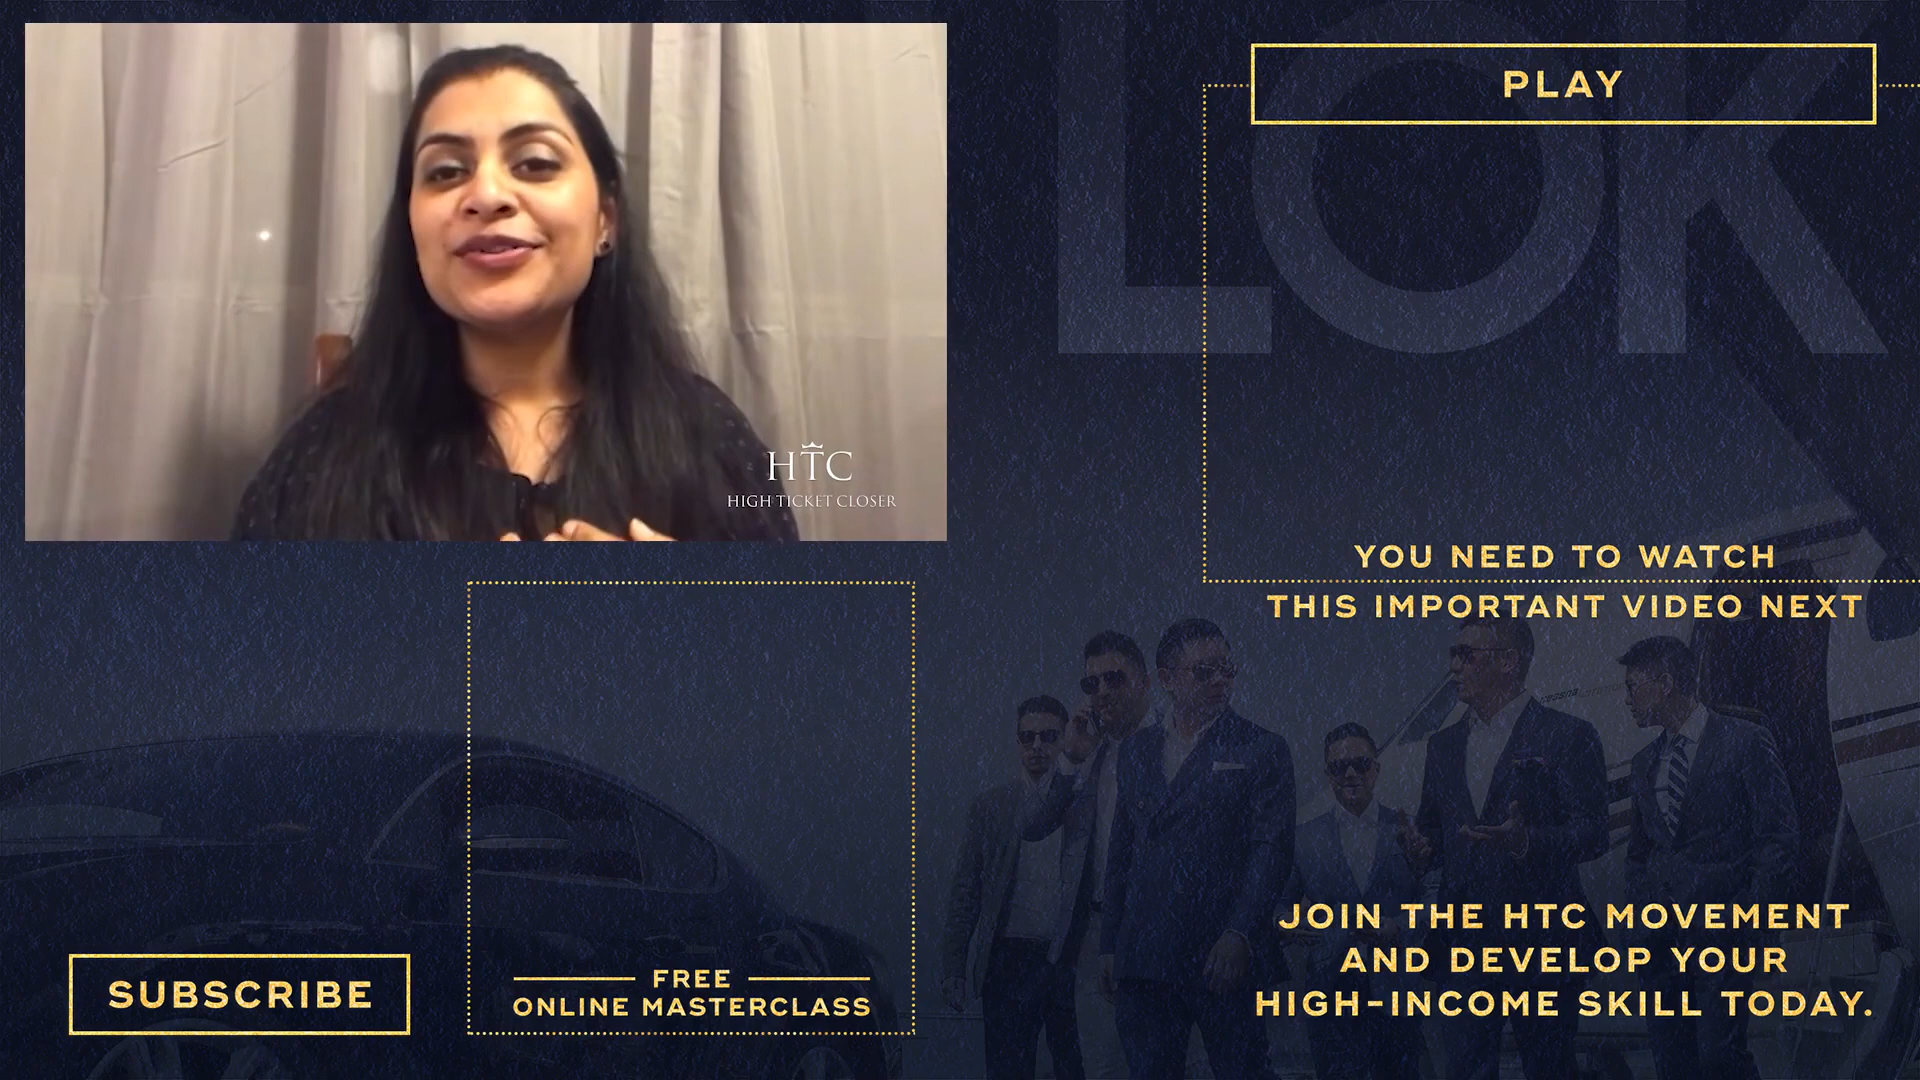 LOK
PLAY
HTC
HIGH TICKET CLOSER
YOU NEED TO WATCH
THIS IMPORTANT VIDEO NEXT
FREE
ONLINE MASTERCLASS
SUBSCRIBE
JOIN THE HTC MOVEMENT
AND DEVELOP YOUR
HIGH-INCOME SKILL TODAY.